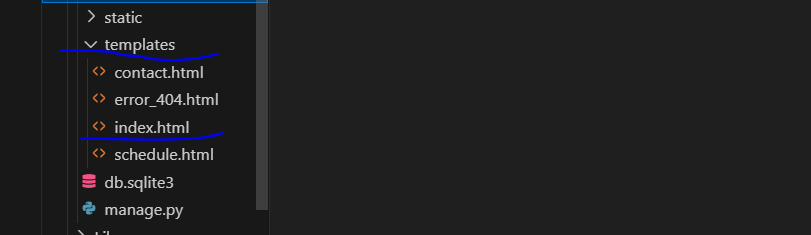 static
templates
contact.html
error_404.html
index.html
schedule.html
db.sqlite3
manage.py